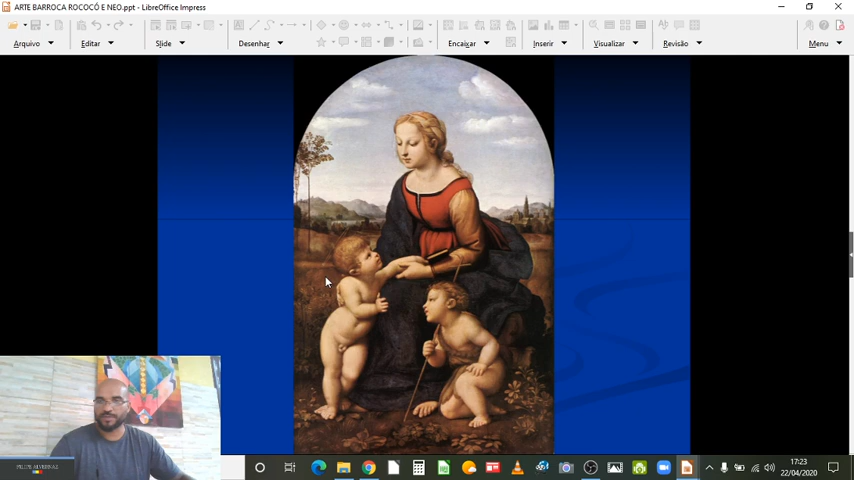 ARTE BARROCA ROCOCÓ E NEO.ppt - LibreOffice Impress
Arquivo Editar Slide Desenhar Encaixar Inserir Visualizar Revisão Menu
17:23
22/04/2020